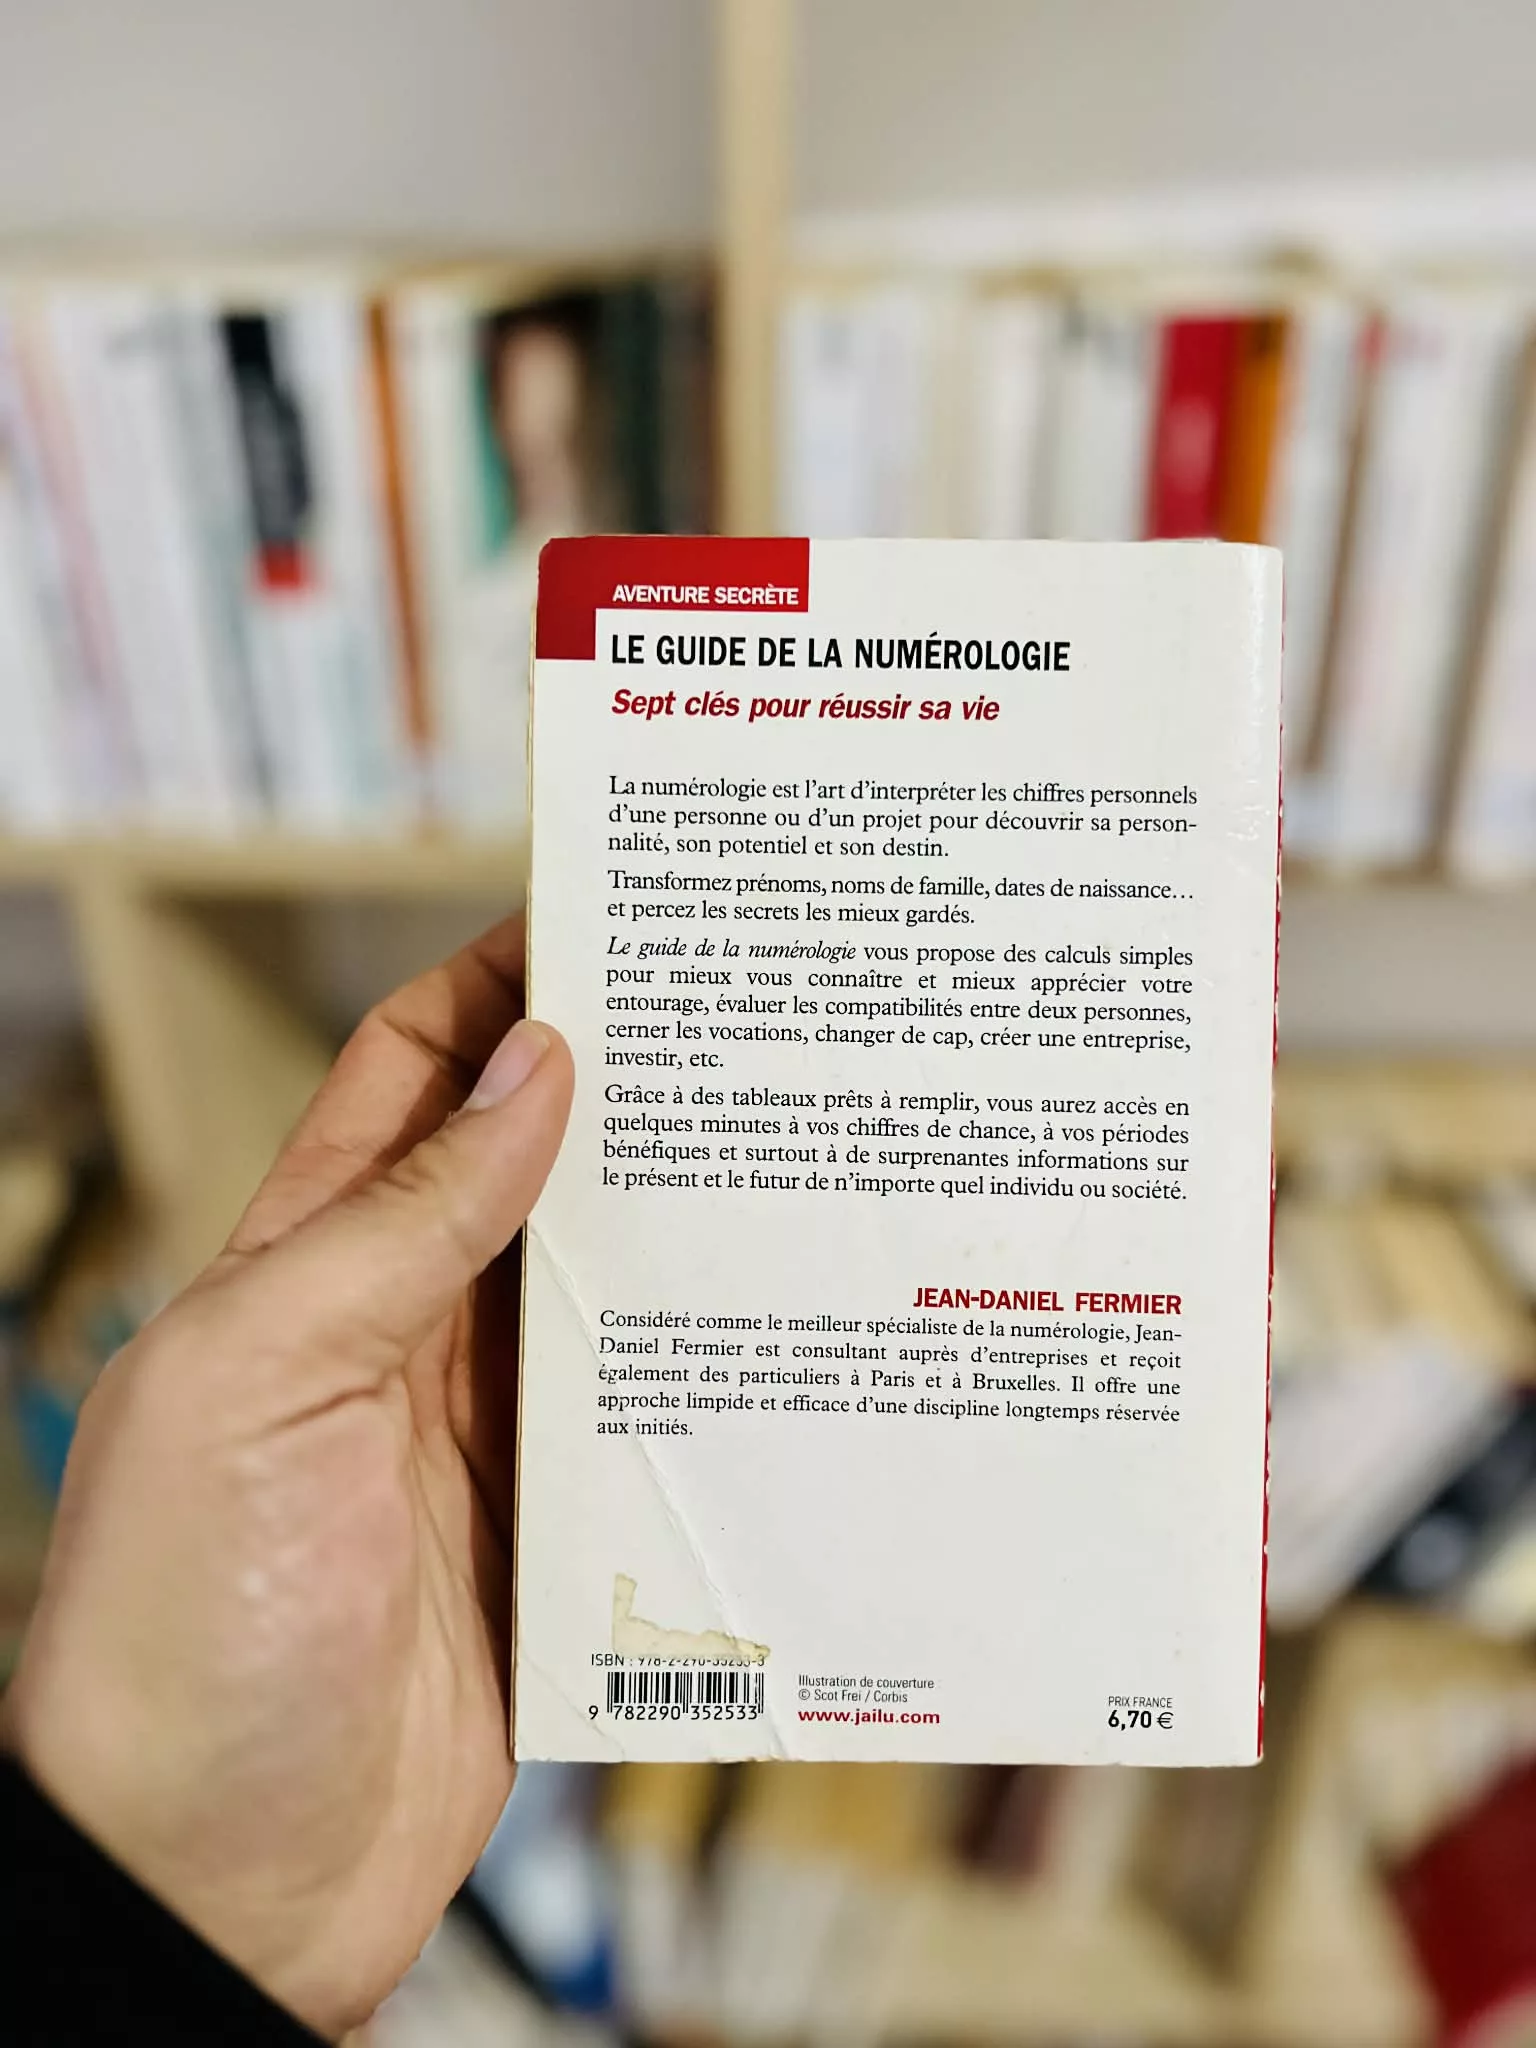 AVENTURE SECRÈTE
LE GUIDE DE LA NUMÉROLOGIE
Sept clés pour réussir sa vie
La numérologie est l'art d'interpréter les chiffres personnels
d'une personne ou d'un projet pour découvrir sa person-
nalité, son potentiel et son destin.
Transformez prénoms, noms de famille, dates de naissance...
et percez les secrets les mieux gardés.
Le guide de la numérologie vous propose des calculs simples
pour mieux vous connaître et mieux apprécier votre
entourage, évaluer les compatibilités entre deux personnes,
cerner les vocations, changer de cap, créer une entreprise,
investir, etc.
Grâce à des tableaux prêts à remplir, vous aurez accès en
quelques minutes à vos chiffres de chance, à vos périodes
bénéfiques et surtout à de surprenantes informations sur
le présent et le futur de n'importe quel individu ou société.
JEAN-DANIEL FERMIER
Considéré comme le meilleur spécialiste de la numérologie, Jean-
Daniel Fermier est consultant auprès d'entreprises et reçoit
également des particuliers à Paris et à Bruxelles. Il offre une
approche limpide et efficace d'une discipline longtemps réservée
aux initiés.
ISBN : 978-2-290-35253-3
9 782290 352533
Illustration de couverture
© Scot Frei / Corbis
www.jailu.com
PRIX FRANCE
6,70 €